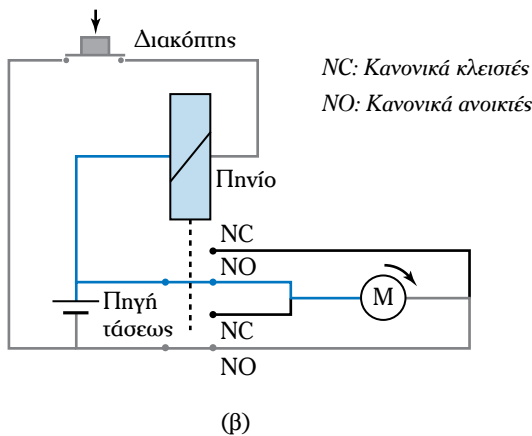 Διακόπτης
NC: Κανονικά κλειστές
NO: Κανονικά ανοικτές
Πηνίο
NC
NO
M
Πηγή
τάσεως
NC
NO
(β)